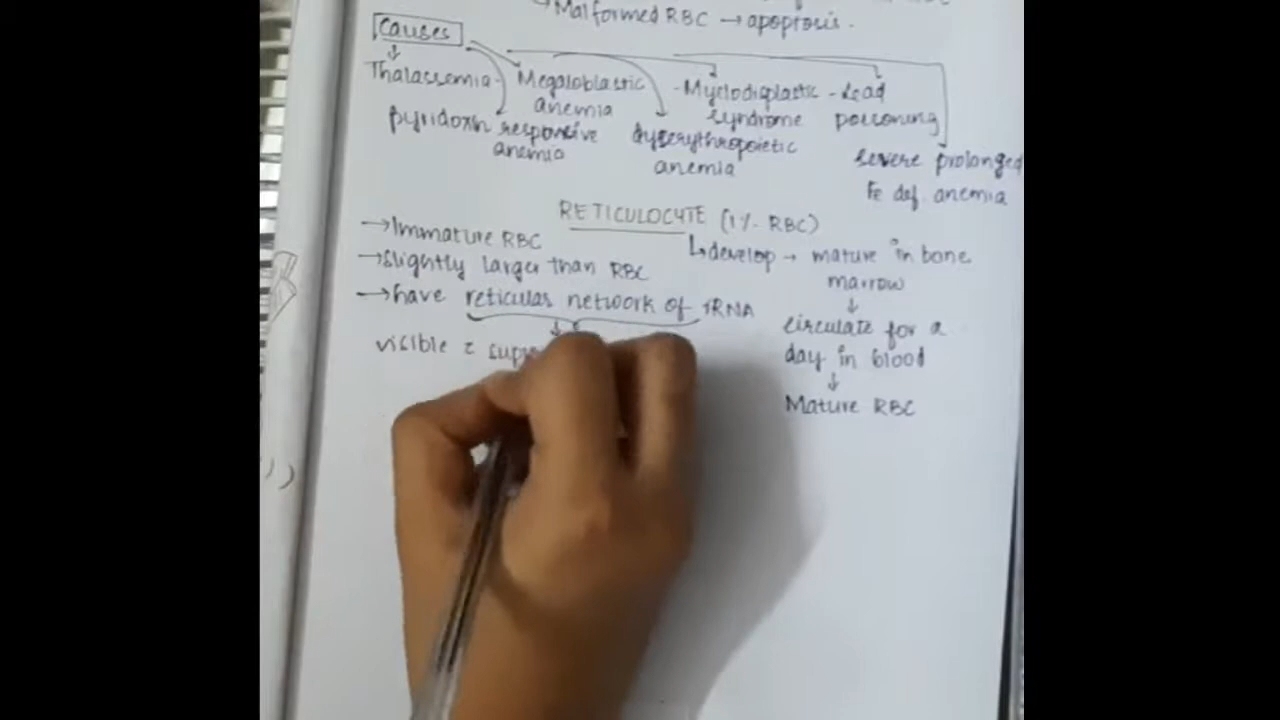 Malformed RBC → apoptosis.
Causes
↓
Thalassemia - Megaloblastic anemia - Myelodisplastic syndrome - Lead poisoning
pyridoxin responsive anemia dyserythropoietic anemia severe prolonged Fe def. anemia
RETICULOCYTE (1% RBC)
→ Immature RBC
→ slightly larger than RBC
→ have reticular network of rRNA
↓
visible c̄
↳ develop → mature in bone
marrow
↓
circulate for a
day in blood
↓
Mature RBC